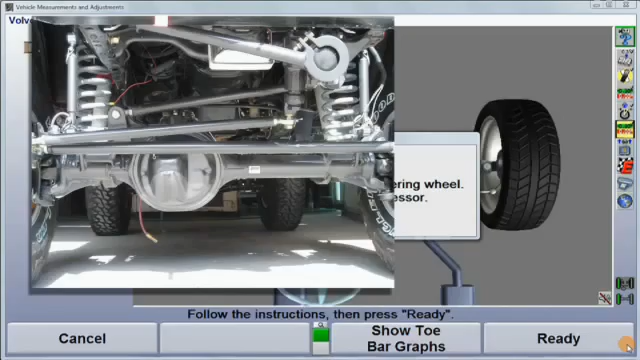 Vehicle Measurements and Adjustments
Volv
ering wheel.
essor.
Follow the instructions, then press "Ready".
Cancel
Show Toe
Bar Graphs
Ready